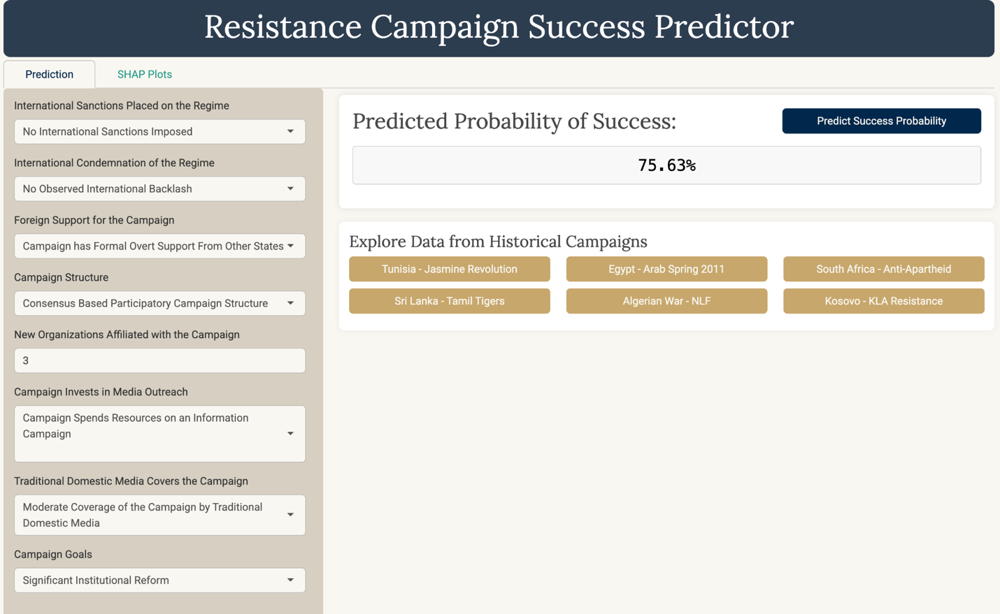 Resistance Campaign Success Predictor
Prediction
SHAP Plots
International Sanctions Placed on the Regime
No International Sanctions Imposed
International Condemnation of the Regime
No Observed International Backlash
Foreign Support for the Campaign
Campaign has Formal Overt Support From Other States
Campaign Structure
Consensus Based Participatory Campaign Structure
New Organizations Affiliated with the Campaign
3
Campaign Invests in Media Outreach
Campaign Spends Resources on an Information
Campaign
Traditional Domestic Media Covers the Campaign
Moderate Coverage of the Campaign by Traditional
Domestic Media
Campaign Goals
Significant Institutional Reform
Predicted Probability of Success:
Predict Success Probability
75.63%
Explore Data from Historical Campaigns
Tunisia - Jasmine Revolution
Egypt - Arab Spring 2011
South Africa - Anti-Apartheid
Sri Lanka - Tamil Tigers
Algerian War - NLF
Kosovo - KLA Resistance